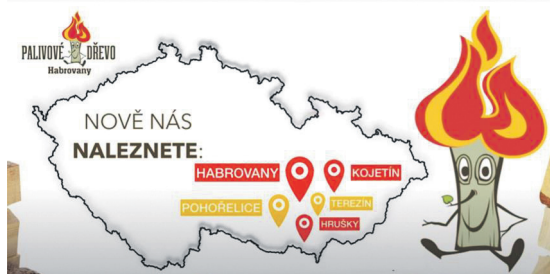 PALIVOVÉ DŘEVO
Habrovany
NOVĚ NÁS
NALEZNETE:
HABROVANY
KOJETÍN
POHOŘELICE
TEREZÍN
HRUŠKY